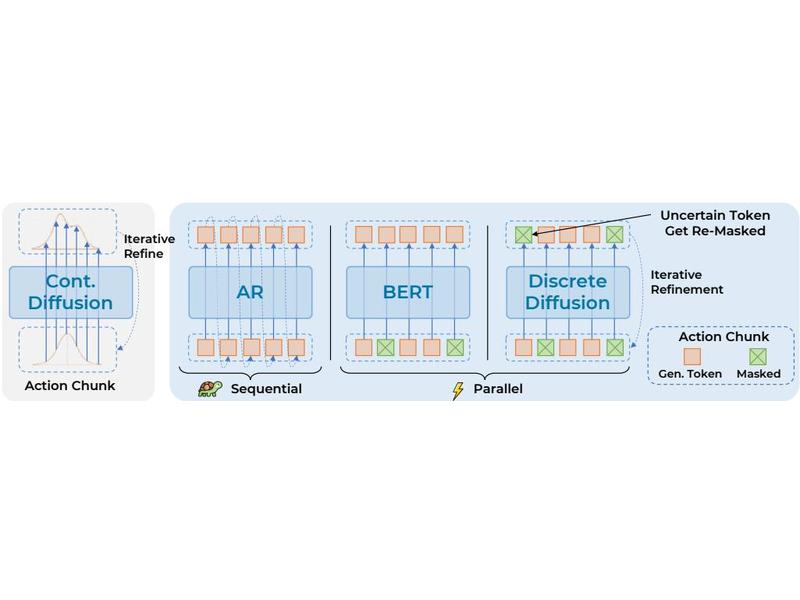 Iterative
Refine
Cont.
Diffusion
Action Chunk
AR
Sequential
BERT
Parallel
Discrete
Diffusion
Uncertain Token
Get Re-Masked
Iterative
Refinement
Action Chunk
Gen. Token
Masked